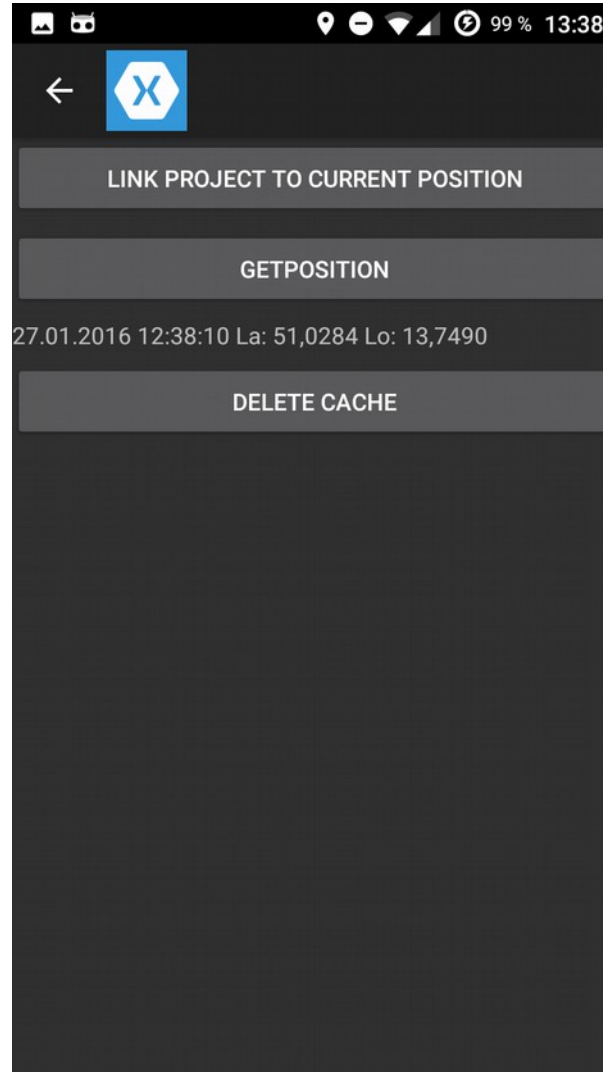 99 % 13:38
LINK PROJECT TO CURRENT POSITION
GETPOSITION
27.01.2016 12:38:10 La: 51,0284 Lo: 13,7490
DELETE CACHE